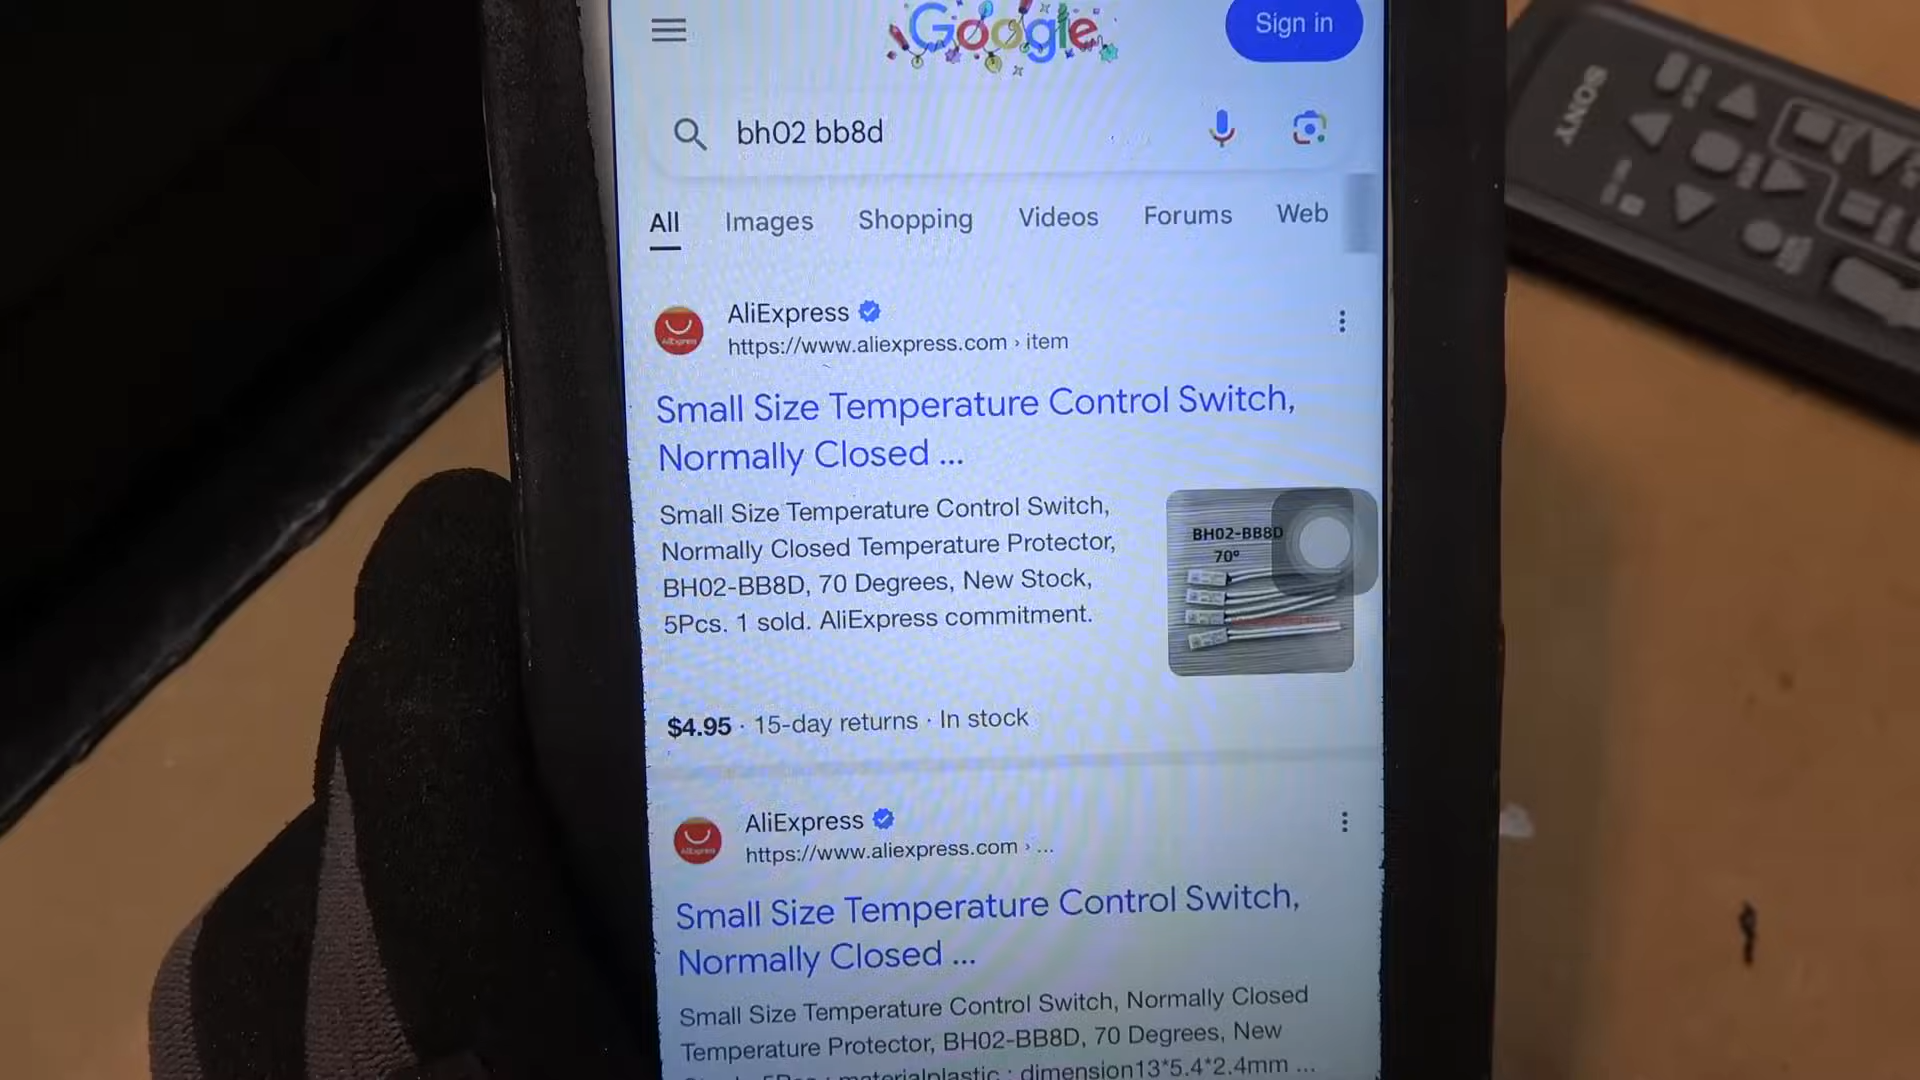 Google
Sign in
bh02 bb8d
All Images Shopping Videos Forums Web
AliExpress
https://www.aliexpress.com › item
Small Size Temperature Control Switch,
Normally Closed ...
Small Size Temperature Control Switch,
Normally Closed Temperature Protector,
BH02-BB8D, 70 Degrees, New Stock,
5Pcs. 1 sold. AliExpress commitment.
BH02-BB8D
70°
$4.95 · 15-day returns · In stock
AliExpress
https://www.aliexpress.com › ...
Small Size Temperature Control Switch,
Normally Closed ...
Small Size Temperature Control Switch, Normally Closed
Temperature Protector, BH02-BB8D, 70 Degrees, New
5Pcs ; materialplastic ; dimension13*5.4*2.4mm ...
SONY